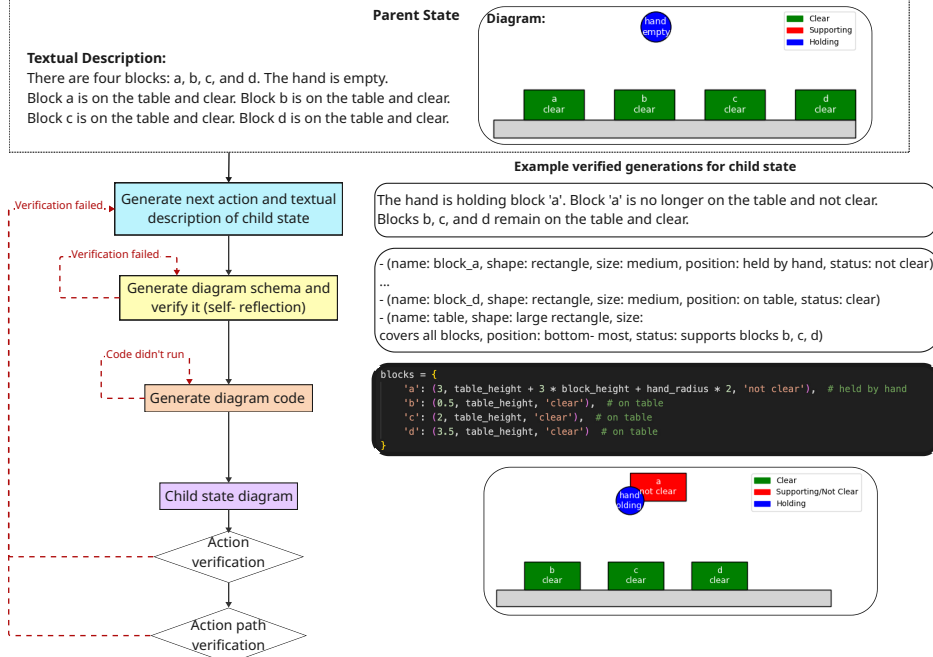 Parent State
Diagram:
hand
empty
Clear
Supporting
Holding
Textual Description:
There are four blocks: a, b, c, and d. The hand is empty.
Block a is on the table and clear. Block b is on the table and clear.
Block c is on the table and clear. Block d is on the table and clear.
a
clear
b
clear
c
clear
d
clear
Example verified generations for child state
Verification failed
Generate next action and textual
description of child state
The hand is holding block 'a'. Block 'a' is no longer on the table and not clear.
Blocks b, c, and d remain on the table and clear.
Verification failed
Generate diagram schema and
verify it (self- reflection)
- (name: block_a, shape: rectangle, size: medium, position: held by hand, status: not clear)
...
- (name: block_d, shape: rectangle, size: medium, position: on table, status: clear)
- (name: table, shape: large rectangle, size:
covers all blocks, position: bottom- most, status: supports blocks b, c, d)
Code didn't run
Generate diagram code
blocks = {
'a': (3, table_height + 3 * block_height + hand_radius * 2, 'not clear'), # held by hand
'b': (0.5, table_height, 'clear'), # on table
'c': (2, table_height, 'clear'), # on table
'd': (3.5, table_height, 'clear') # on table
}
Child state diagram
a
not clear
hand
olding
Clear
Supporting/Not Clear
Holding
b
clear
c
clear
d
clear
Action
verification
Action path
verification